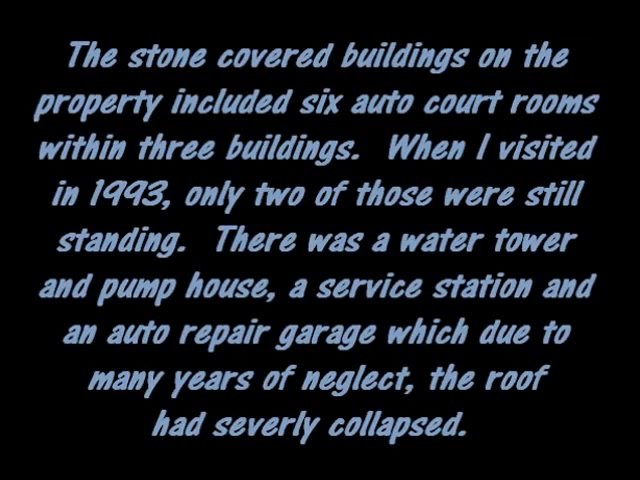 The stone covered buildings on the
property included six auto court rooms
within three buildings.  When I visited
in 1993, only two of those were still
standing.  There was a water tower
and pump house, a service station and
an auto repair garage which due to
many years of neglect, the roof
had severly collapsed.